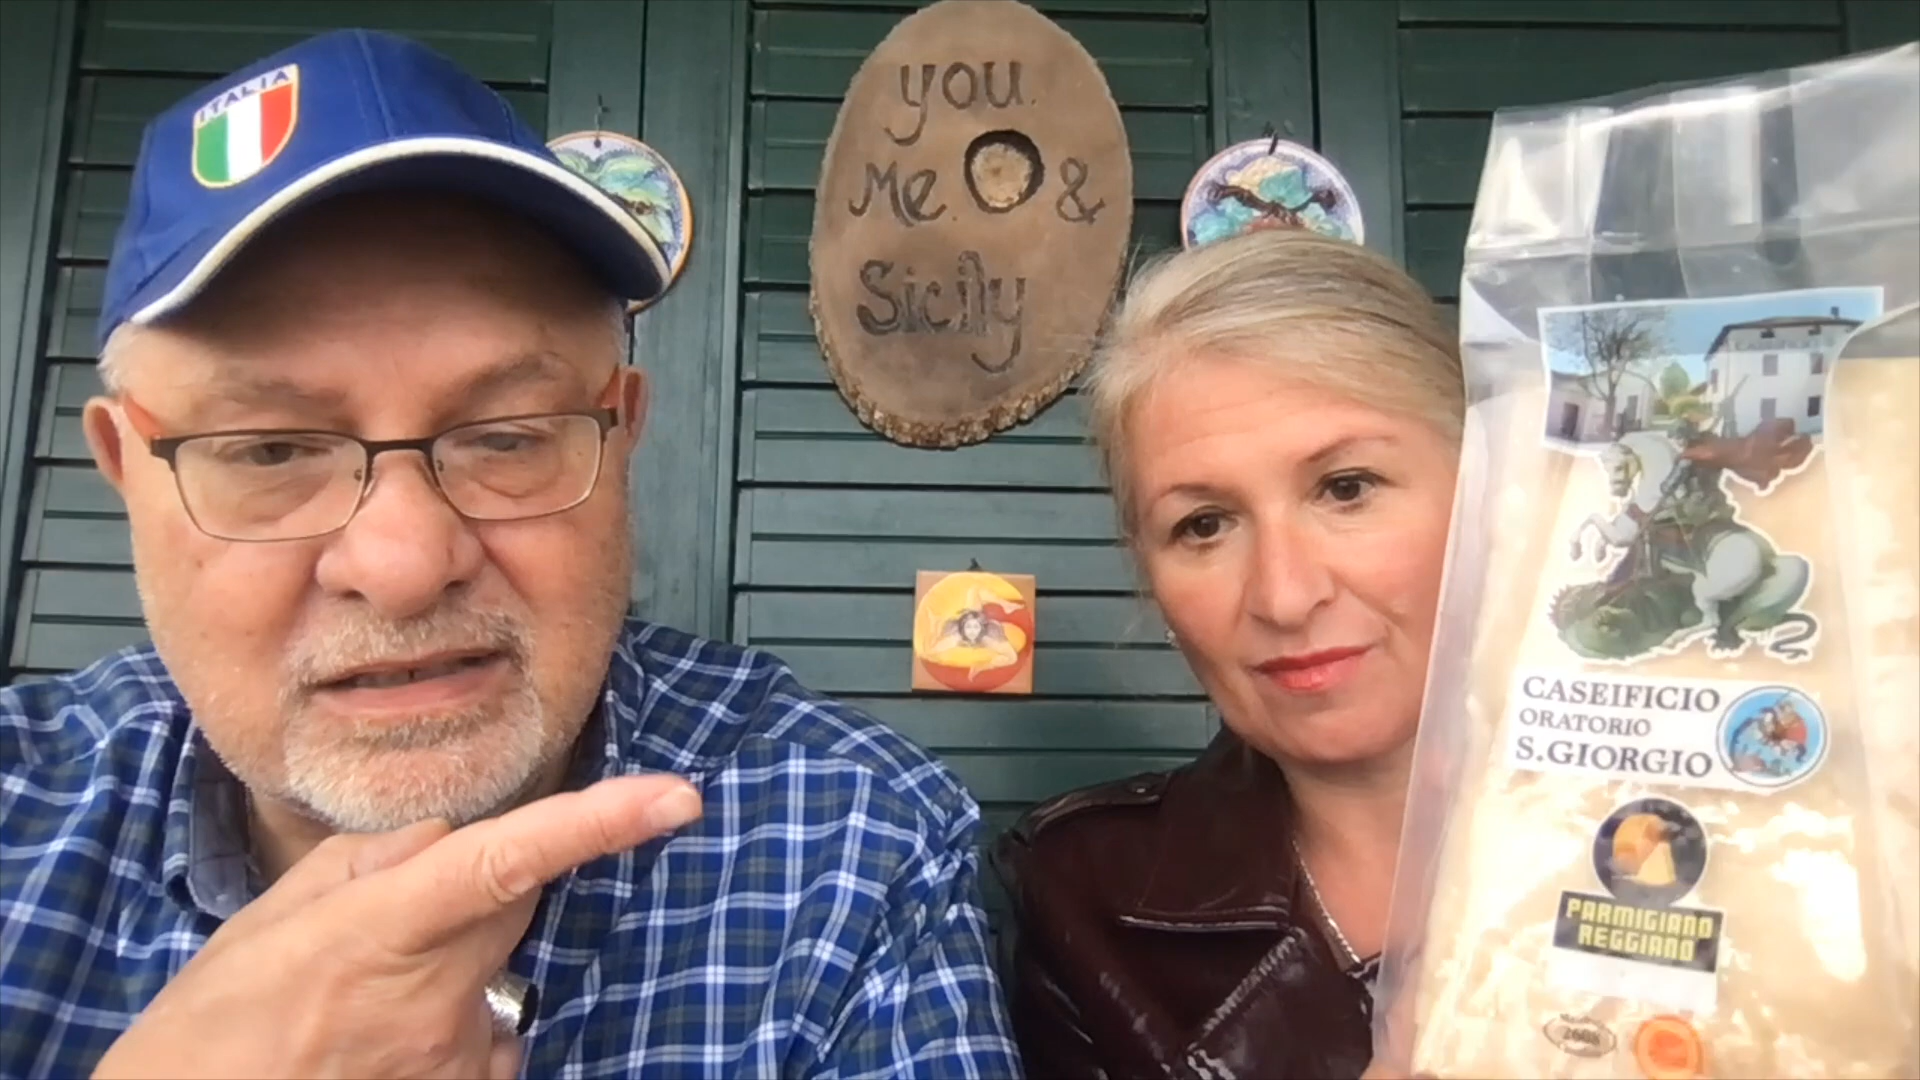 ITALIA
you
Me &
Sicily
CASEIFICIO
ORATORIO
S.GIORGIO
PARMIGIANO
REGGIANO